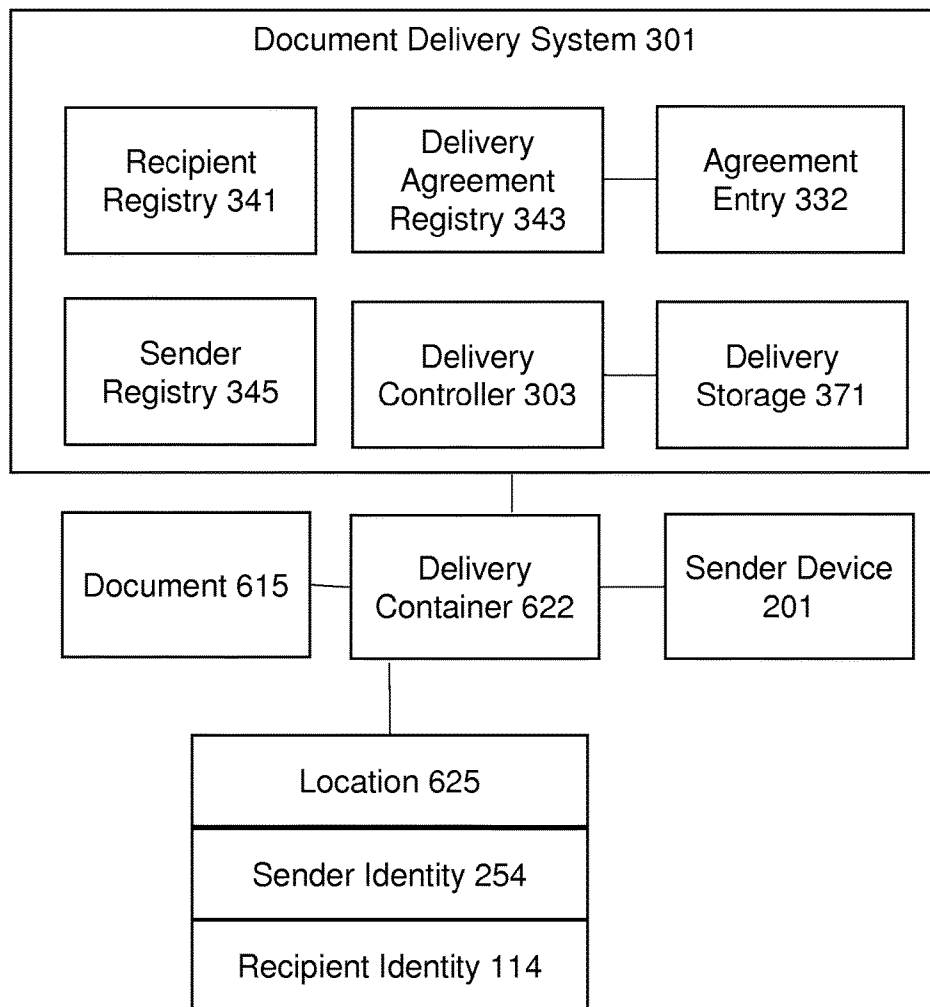 Document Delivery System 301
Recipient
Registry 341
Delivery
Agreement
Registry 343
Agreement
Entry 332
Sender
Registry 345
Delivery
Controller 303
Delivery
Storage 371
Document 615
Delivery
Container 622
Sender Device
201
Location 625
Sender Identity 254
Recipient Identity 114